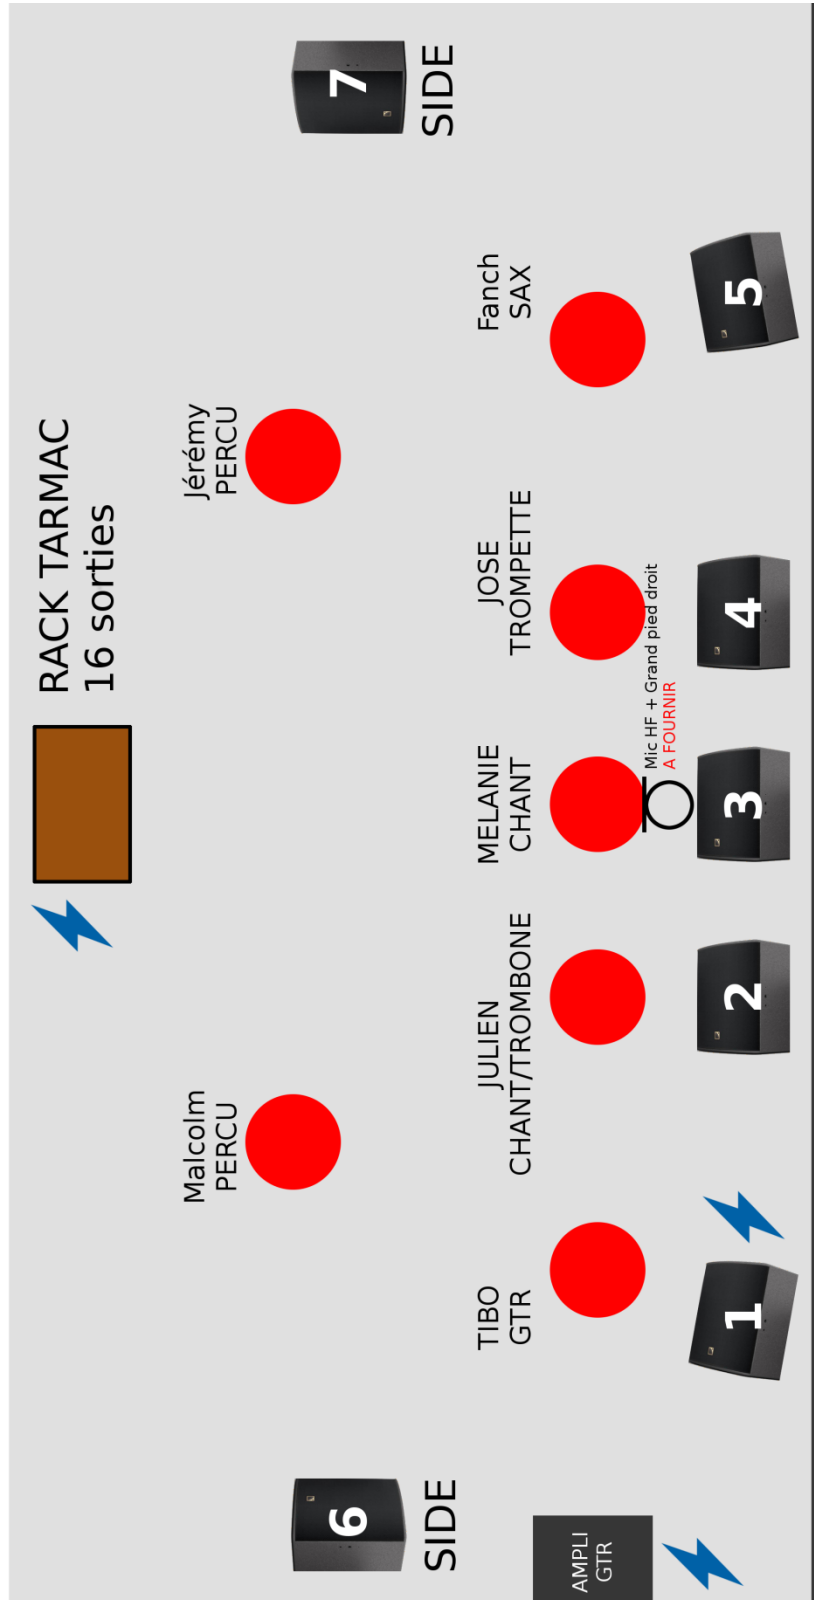 RACK TARMAC
16 sorties
Malcolm
PERCU
Jérémy
PERCU
6
SIDE
7
SIDE
TIBO
GTR
JULIEN
CHANT/TROMBONE
MELANIE
CHANT
JOSE
TROMPETTE
Fanch
SAX
AMPLI
GTR
Mic HF + Grand pied droit
A FOURNIR
1
2
3
4
5